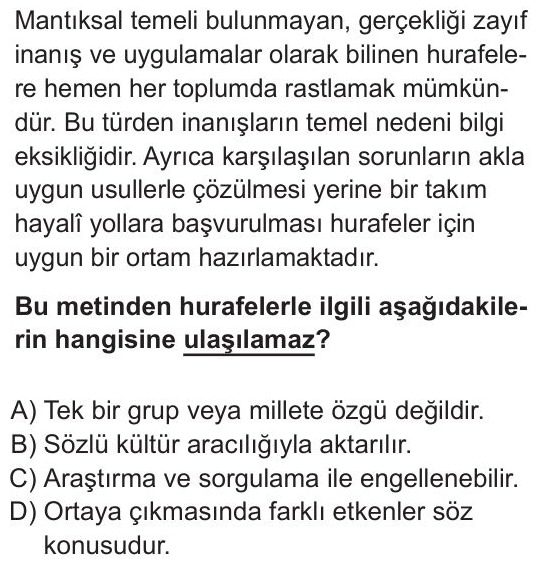 Mantıksal temeli bulunmayan, gerçekliği zayıf
inanış ve uygulamalar olarak bilinen hurafele-
re hemen her toplumda rastlamak mümkün-
dür. Bu türden inanışların temel nedeni bilgi
eksikliğidir. Ayrıca karşılaşılan sorunların akla
uygun usullerle çözülmesi yerine bir takım
hayalî yollara başvurulması hurafeler için
uygun bir ortam hazırlamaktadır.
Bu metinden hurafelerle ilgili aşağıdakile-
rin hangisine ulaşılamaz?
A) Tek bir grup veya millete özgü değildir.
B) Sözlü kültür aracılığıyla aktarılır.
C) Araştırma ve sorgulama ile engellenebilir.
D) Ortaya çıkmasında farklı etkenler söz
konusudur.